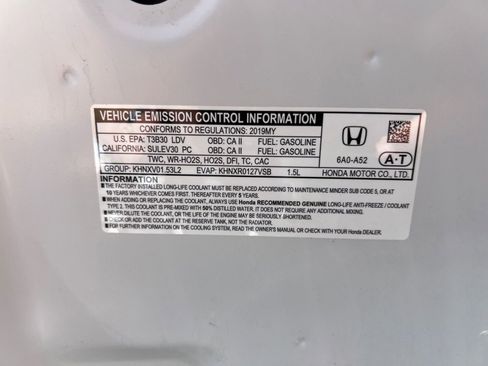 VEHICLE EMISSION CONTROL INFORMATION
CONFORMS TO REGULATIONS: 2019MY
U.S. EPA: T3B30 LDV OBD: CA II FUEL: GASOLINE
CALIFORNIA: SULEV30 PC OBD: CA II FUEL: GASOLINE
TWC, WR-HO2S, HO2S, DFI, TC, CAC
GROUP: KHNXV01.53L2 EVAP: KHNXR0127VSB 1.5L
HONDA
6A0-A52
A·T
HONDA MOTOR CO., LTD.
INFORMATION
■ THE FACTORY INSTALLED LONG-LIFE COOLANT MUST BE REPLACED ACCORDING TO MAINTENANCE MINDER SUB CODE 5, OR AT
10 YEARS WHICHEVER COMES FIRST. THEREAFTER EVERY 5 YEARS.
■ WHEN ADDING OR REPLACING THE COOLANT, ALWAYS USE Honda RECOMMENDED GENUINE LONG-LIFE ANTI-FREEZE / COOLANT
TYPE 2. THIS COOLANT IS PRE-MIXED WITH 50% DISTILLED WATER, IT DOES NOT REQUIRE ANY ADDITIONAL MIXING.
■ NEVER DILUTE THE COOLANT, OR THE ENGINE MAY BE SERIOUSLY SHORTENED.
■ CHECK OR ADD THE COOLANT AT THE RESERVE TANK, NOT THE RADIATOR.
■ FOR FURTHER INFORMATION ON THE COOLING SYSTEM, READ THE OWNER'S MANUAL OR CHECK WITH YOUR Honda DEALER.